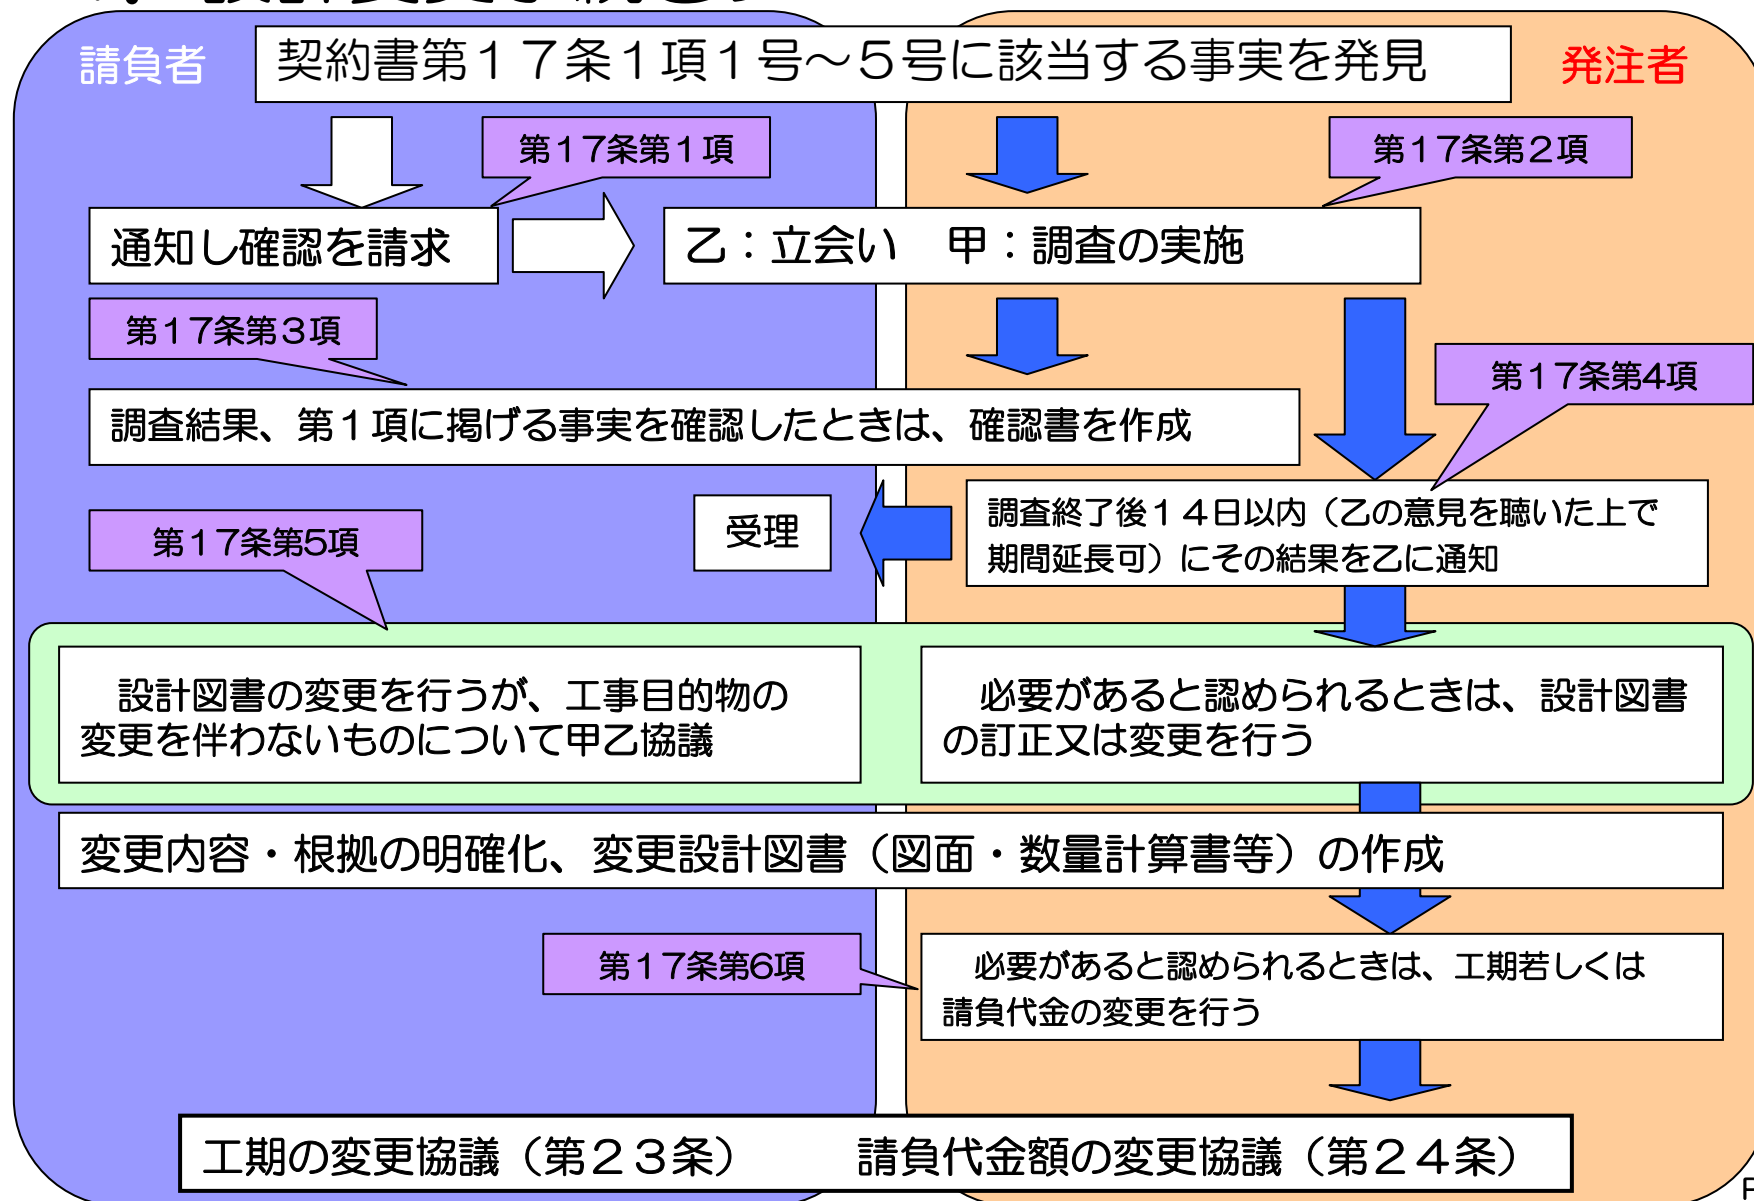 請負者
契約書第１７条１項１号～５号に該当する事実を発見
発注者
第１７条第１項
第１７条第２項
通知し確認を請求
乙：立会い　甲：調査の実施
第１７条第３項
第１７条第4項
調査結果、第１項に掲げる事実を確認したときは、確認書を作成
調査終了後１４日以内（乙の意見を聴いた上で
期間延長可）にその結果を乙に通知
受理
第１７条第5項
設計図書の変更を行うが、工事目的物の
変更を伴わないものについて甲乙協議
必要があると認められるときは、設計図書
の訂正又は変更を行う
変更内容・根拠の明確化、変更設計図書（図面・数量計算書等）の作成
第１７条第6項
必要があると認められるときは、工期若しくは
請負代金の変更を行う
工期の変更協議（第２３条）　請負代金額の変更協議（第２４条）